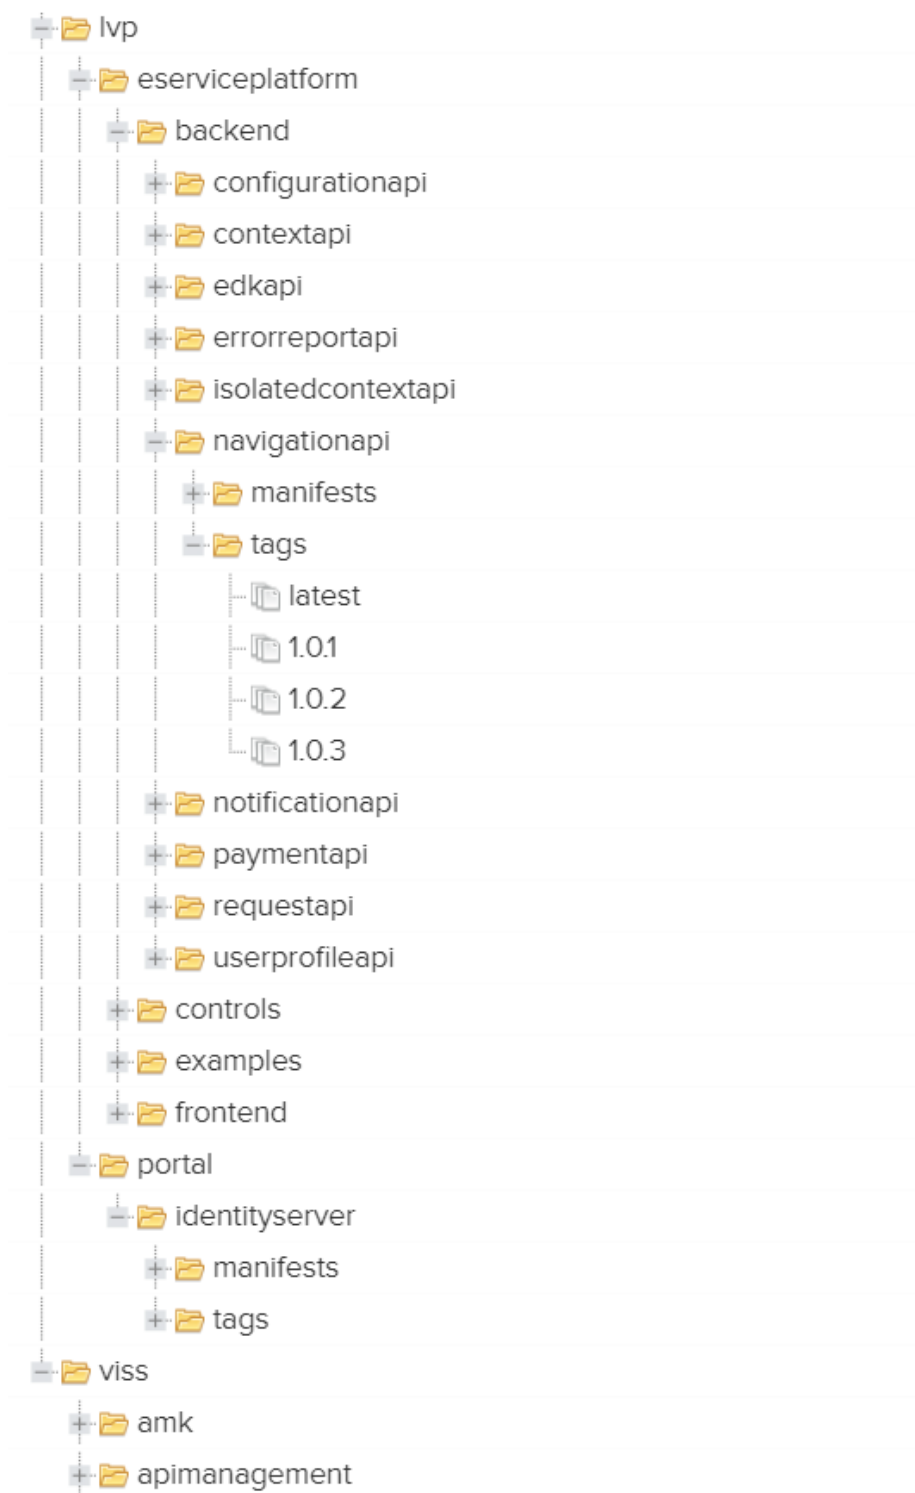 lvp
eserviceplatform
backend
configurationapi
contextapi
edkapi
errorreportapi
isolatedcontextapi
navigationapi
manifests
tags
latest
1.0.1
1.0.2
1.0.3
notificationapi
paymentapi
requestapi
userprofileapi
controls
examples
frontend
portal
identityserver
manifests
tags
viss
amk
apimanagement